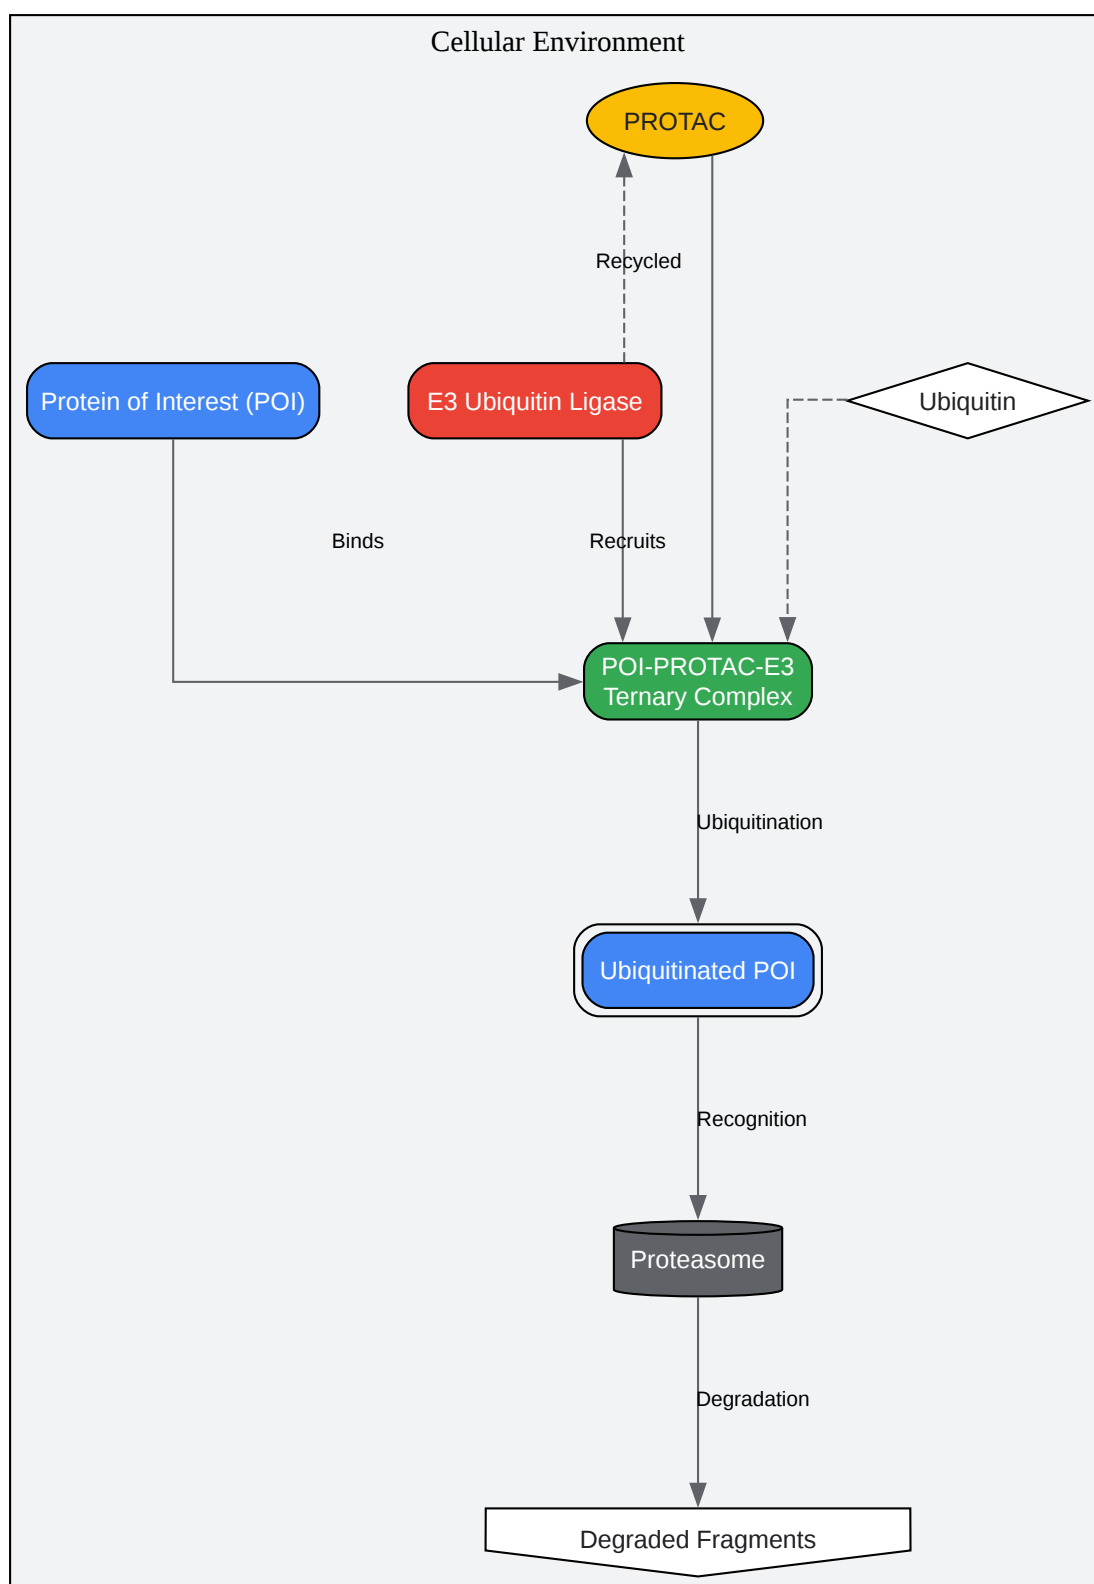 Cellular Environment
PROTAC
Recycled
Protein of Interest (POI)
E3 Ubiquitin Ligase
Ubiquitin
Binds
Recruits
POI-PROTAC-E3
Ternary Complex
Ubiquitination
Ubiquitinated POI
Recognition
Proteasome
Degradation
Degraded Fragments